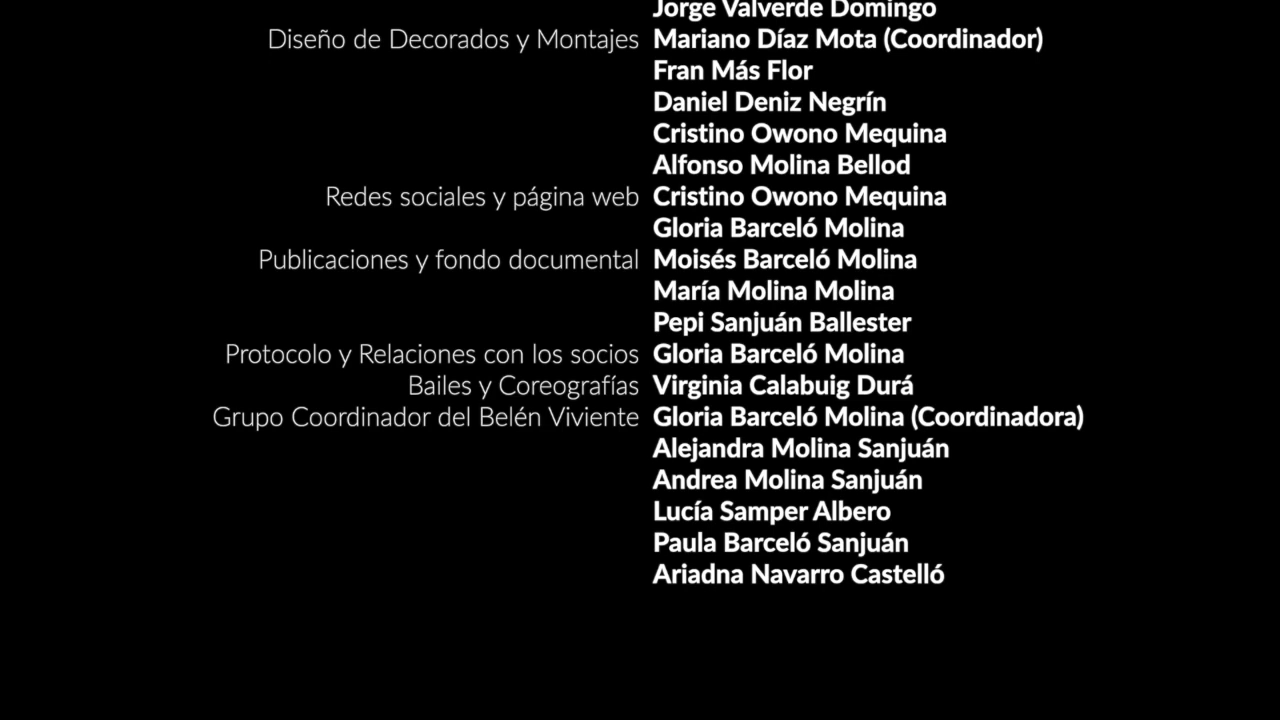 Jorge Valverde Domingo
Diseño de Decorados y Montajes Mariano Díaz Mota (Coordinador)
Fran Más Flor
Daniel Deniz Negrín
Cristino Owono Mequina
Alfonso Molina Bellod
Redes sociales y página web Cristino Owono Mequina
Gloria Barceló Molina
Publicaciones y fondo documental Moisés Barceló Molina
María Molina Molina
Pepi Sanjuán Ballester
Protocolo y Relaciones con los socios Gloria Barceló Molina
Bailes y Coreografías Virginia Calabuig Durá
Grupo Coordinador del Belén Viviente Gloria Barceló Molina (Coordinadora)
Alejandra Molina Sanjuán
Andrea Molina Sanjuán
Lucía Samper Albero
Paula Barceló Sanjuán
Ariadna Navarro Castelló